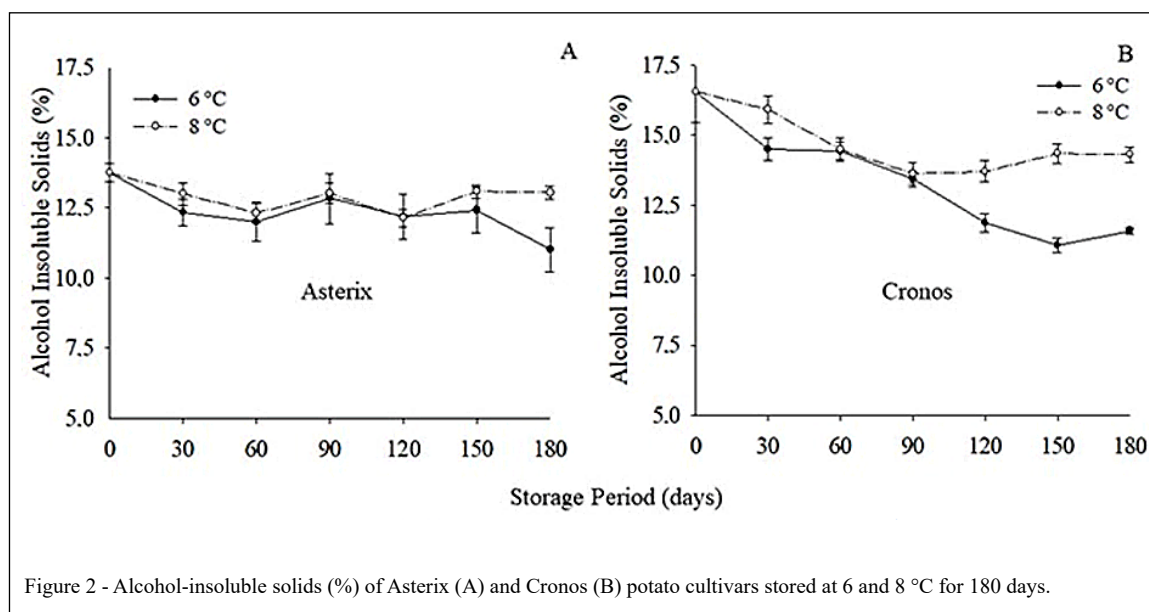 A
17.5
15.0
12.5
10.0
7.5
5.0
Alcohol Insoluble Solids (%)
6 °C
8 °C
Asterix
0 30 60 90 120 150 180
B
17.5
15.0
12.5
10.0
7.5
5.0
Alcohol Insoluble Solids (%)
6 °C
8 °C
Cronos
0 30 60 90 120 150 180
Storage Period (days)
Figure 2 - Alcohol-insoluble solids (%) of Asterix (A) and Cronos (B) potato cultivars stored at 6 and 8 °C for 180 days.